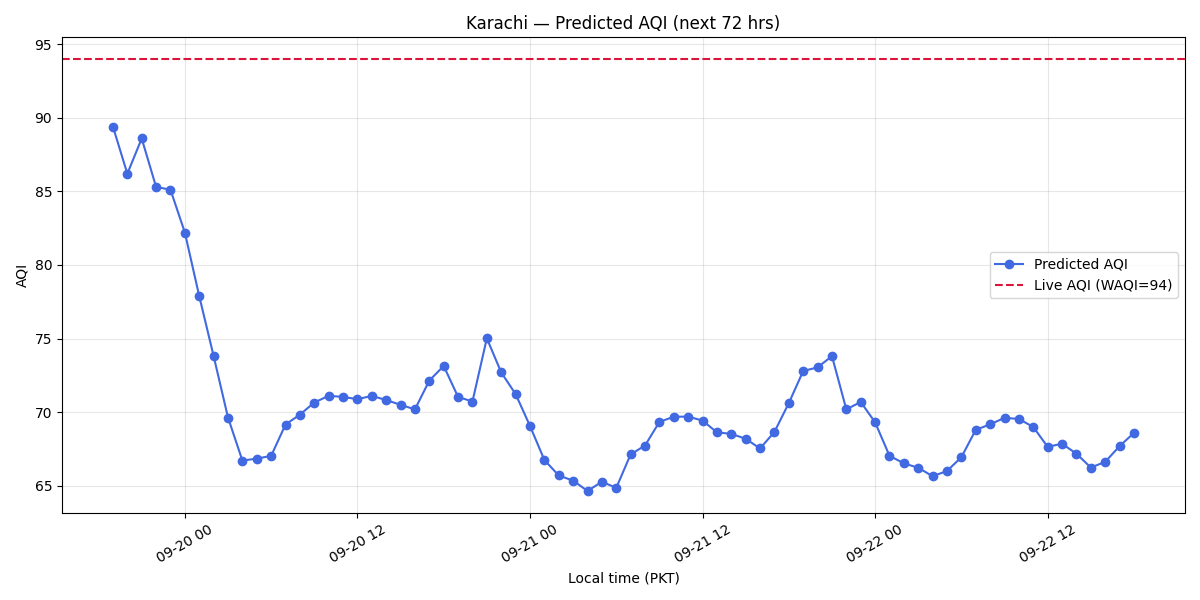 Karachi — Predicted AQI (next 72 hrs)
95
90
85
80
75
70
65
AQI
Predicted AQI
Live AQI (WAQI=94)
09-20 00
09-20 12
09-21 00
09-21 12
09-22 00
09-22 12
Local time (PKT)